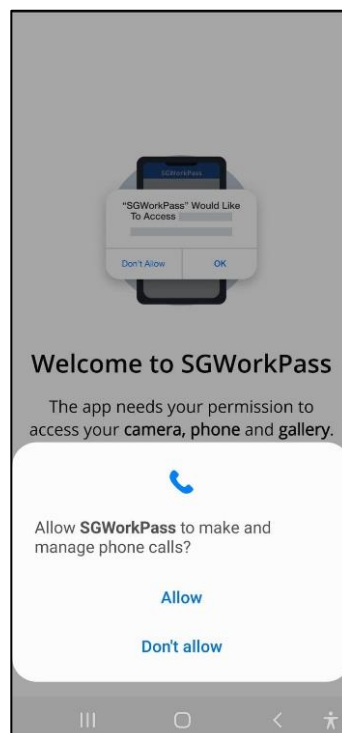 SGWorkPass
"SGWorkPass" Would Like
To Access
Don't Allow
OK
Welcome to SGWorkPass
The app needs your permission to
access your camera, phone and gallery.
Allow SGWorkPass to make and
manage phone calls?
Allow
Don't allow